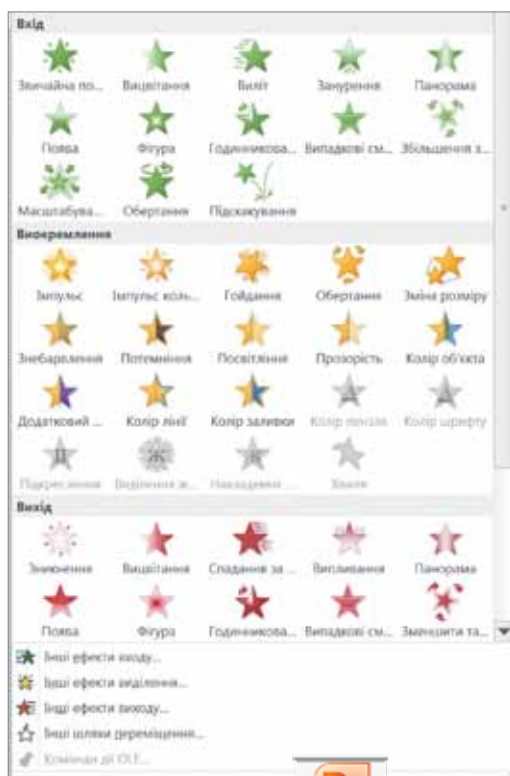 Вхід
Звичайна по... Вицвітання Виліт Занурення Панорама
Поява Фігура Годинникова... Випадкові см... Збільшення з...
Масштабува... Обертання Підскакування
Виокремлення
Імпульс Імпульс коль... Гойдання Обертання Зміна розміру
Знебарвлення Потемніння Посвітління Прозорість Колір об'єкта
Додатковий ... Колір лінії Колір заливки Колір пензля Колір шрифту
Підкреслення Виділення ж... Накладення ... Хвиля
Вихід
Зникнення Вицвітання Спадання за ... Випливання Панорама
Поява Фігура Годинникова... Випадкові см... Зменшити та...
Інші ефекти входу...
Інші ефекти виділення...
Інші ефекти виходу...
Інші шляхи переміщення...
Команди дії OLE...